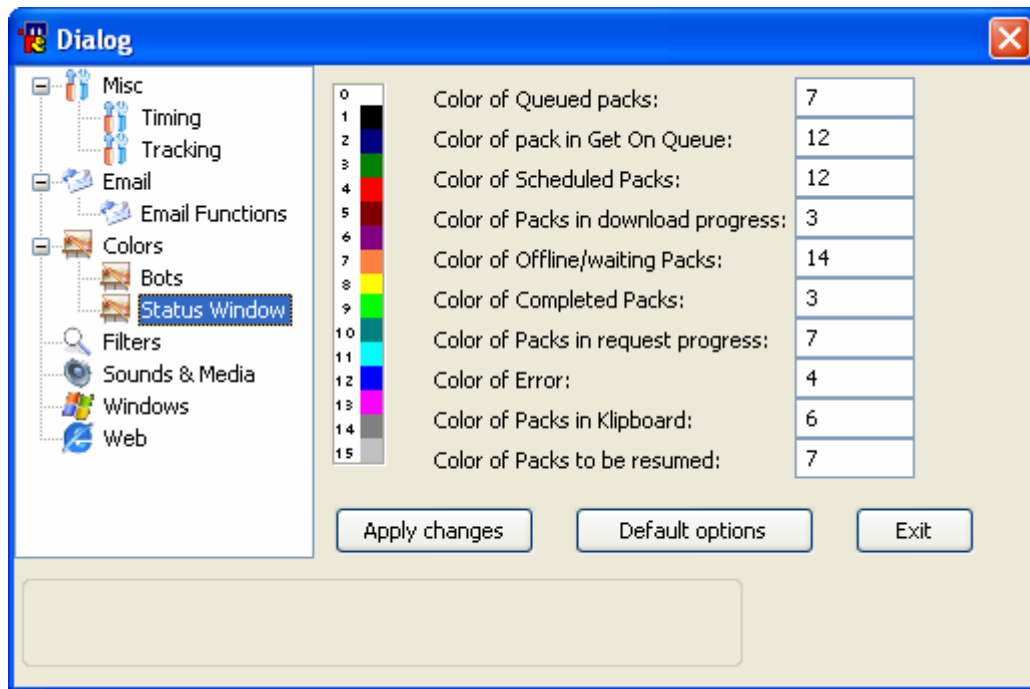 Dialog
Misc
Timing
Tracking
Email
Email Functions
Colors
Bots
Status Window
Filters
Sounds & Media
Windows
Web
0
1
2
3
4
5
6
7
8
9
10
11
12
13
14
15
Color of Queued packs: 7
Color of pack in Get On Queue: 12
Color of Scheduled Packs: 12
Color of Packs in download progress: 3
Color of Offline/waiting Packs: 14
Color of Completed Packs: 3
Color of Packs in request progress: 7
Color of Error: 4
Color of Packs in Klipboard: 6
Color of Packs to be resumed: 7
Apply changes Default options Exit